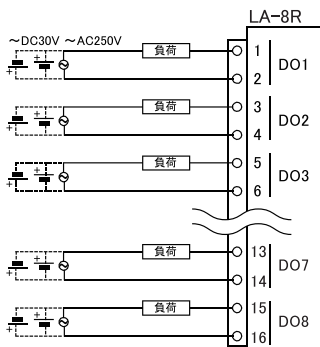 LA-8R
～DC30V ～AC250V
負荷 1
2 DO1
負荷 3
4 DO2
負荷 5
6 DO3
負荷 13
14 DO7
負荷 15
16 DO8